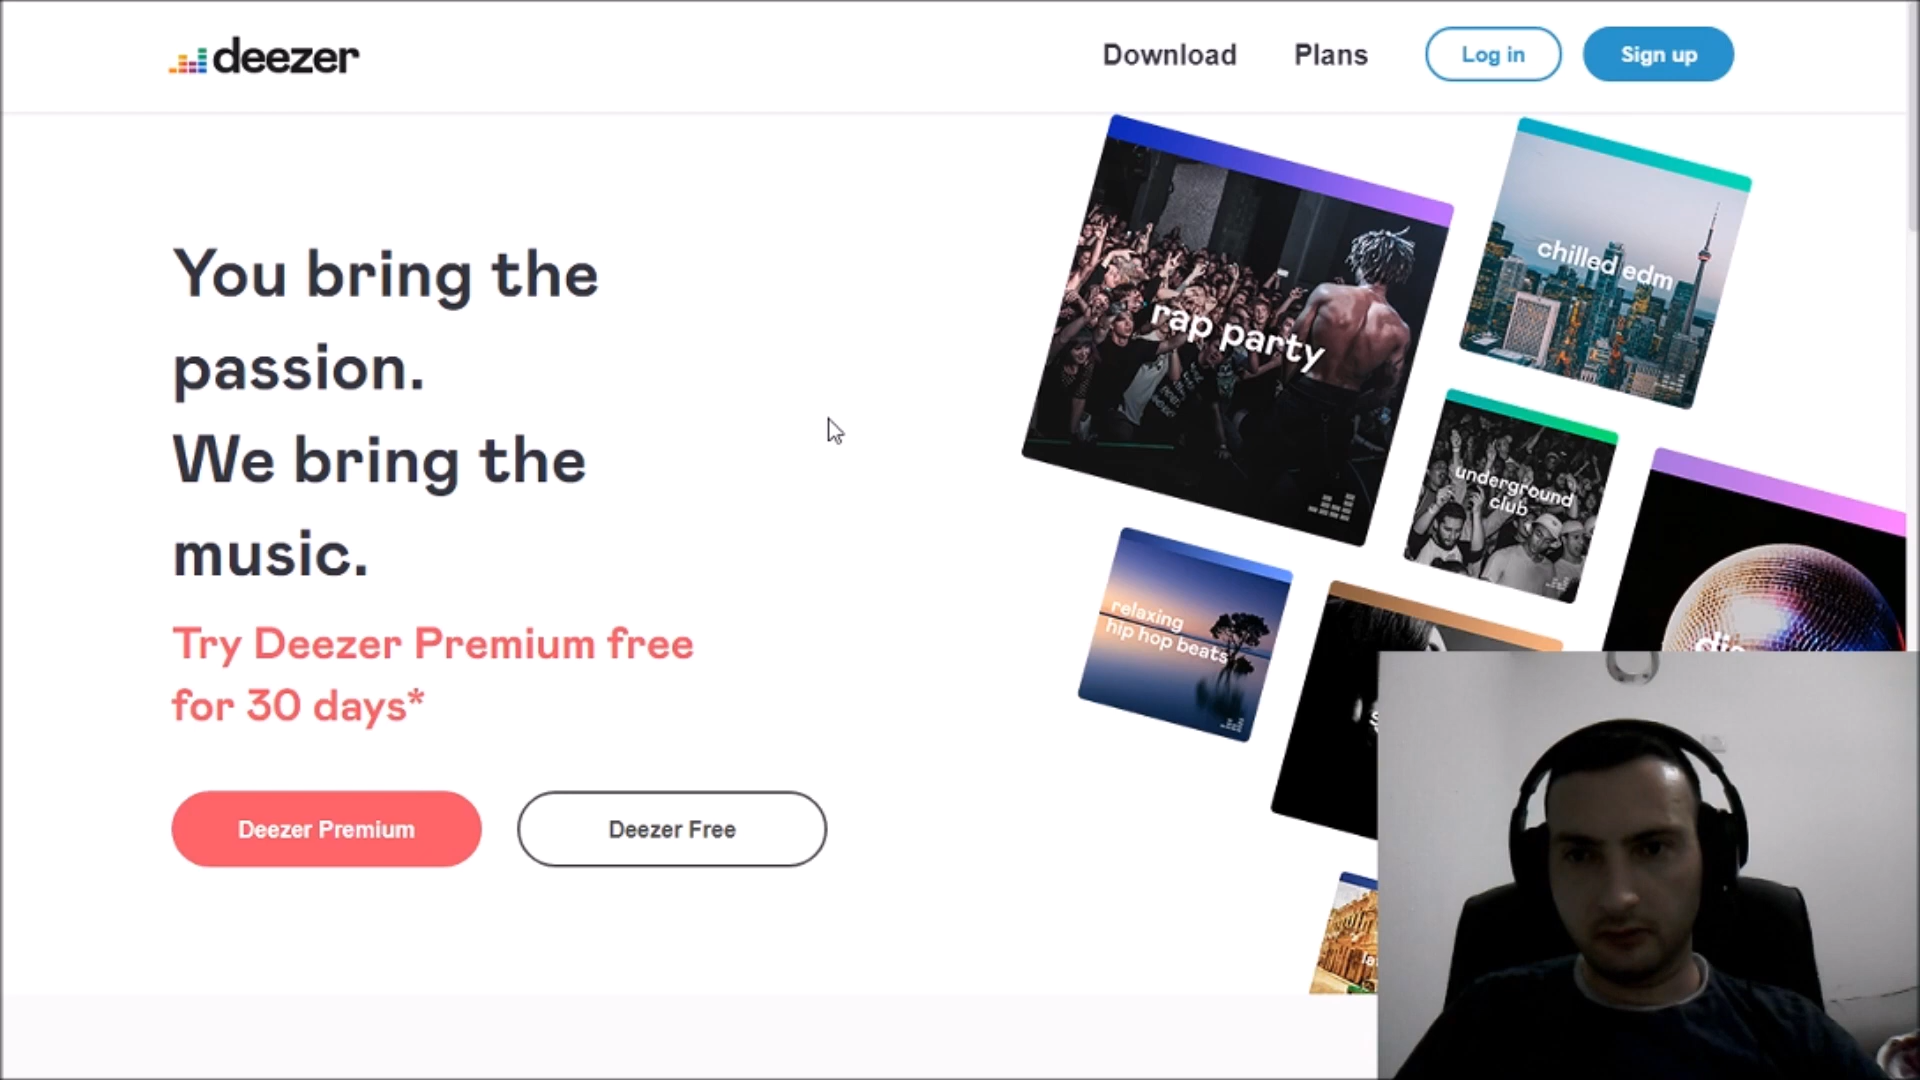 deezer
Download
Plans
Log in
Sign up
You bring the
passion.
We bring the
music.
Try Deezer Premium free
for 30 days*
Deezer Premium
Deezer Free
rap party
chilled edm
underground
club
relaxing
hip hop beats